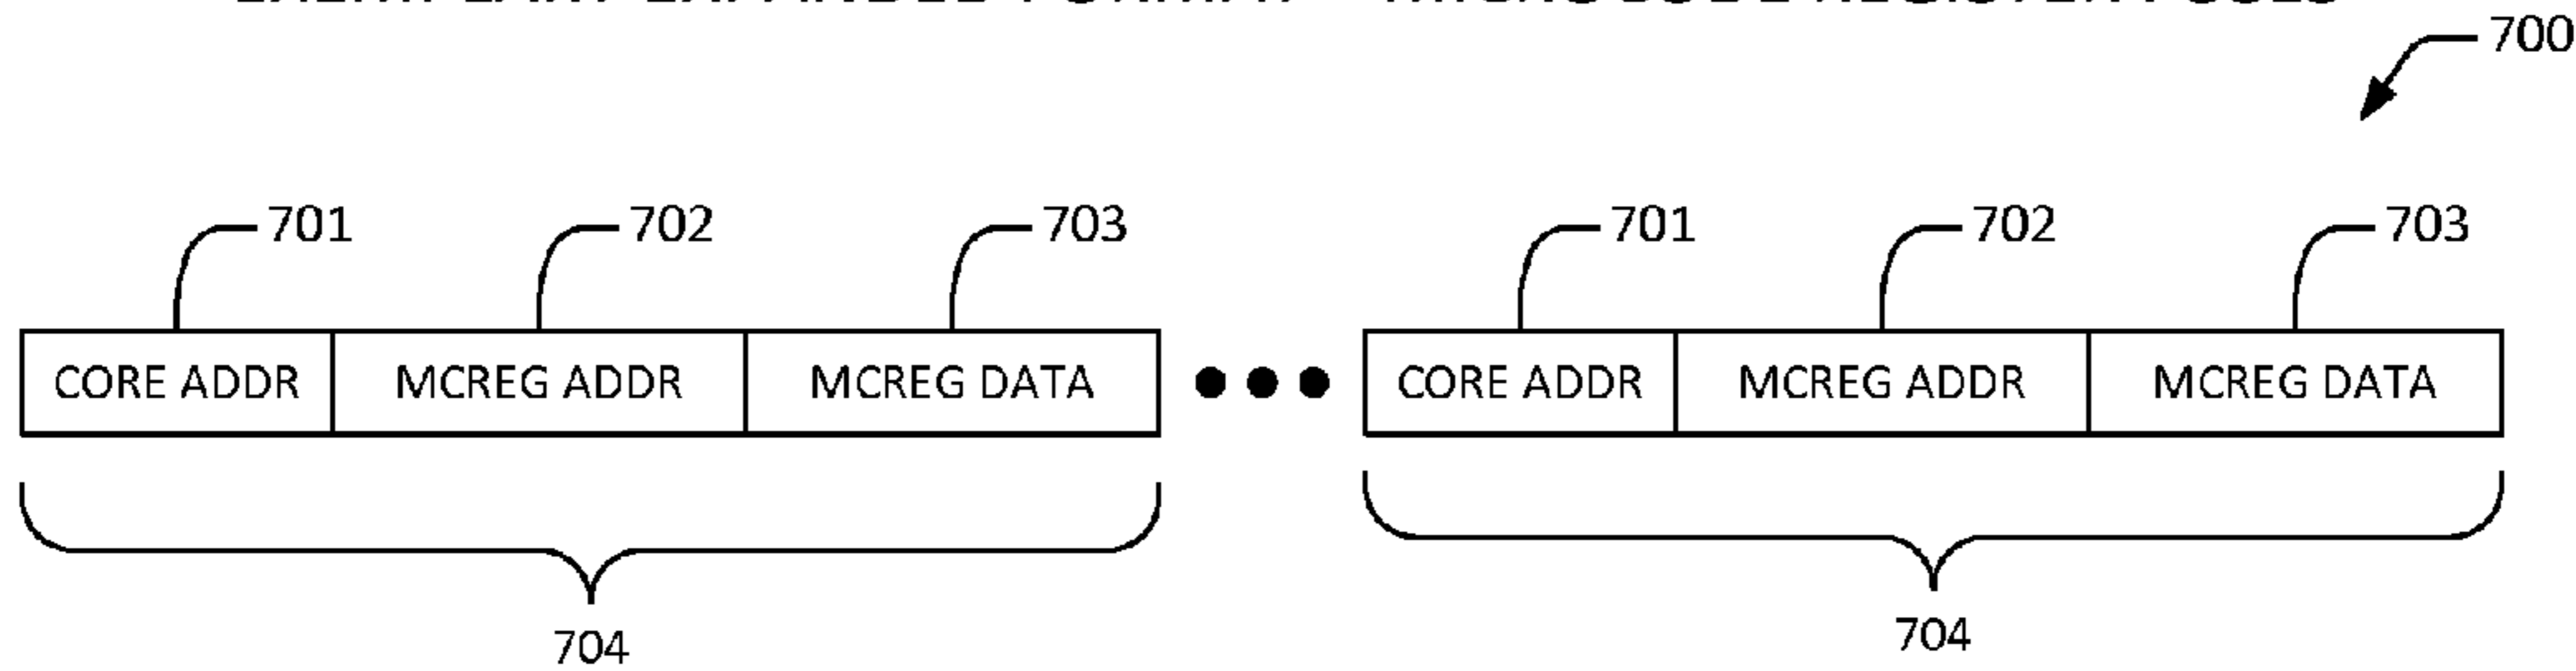 700
701 702 703 701 702 703
CORE ADDR MCREG ADDR MCREG DATA CORE ADDR MCREG ADDR MCREG DATA
704 704